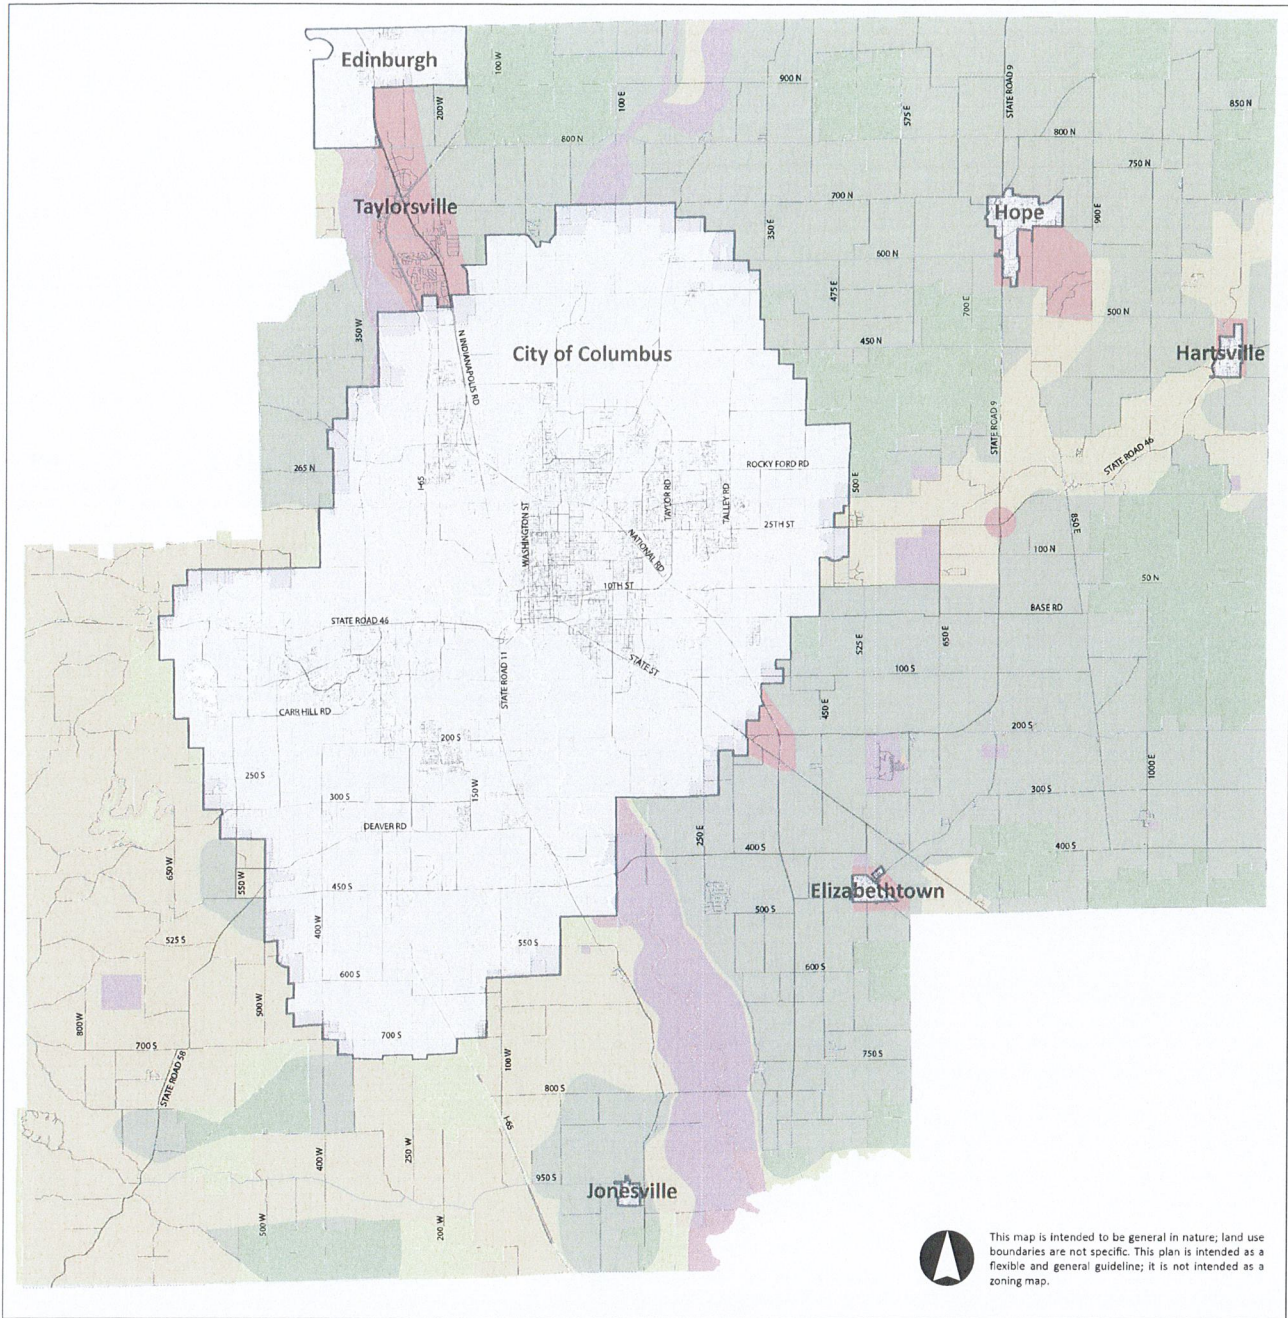 Edinburgh
100 W
200 W
100 E
900 N
STATE ROAD 9
575 E
850 N
800 N
800 N
750 N
Taylorsville
700 N
Hope
900 E
350 E
600 N
475 E
700 E
500 N
350 W
N INDIANAPOLIS RD
City of Columbus
450 N
Hartsville
STATE ROAD 9
265 N
I-65
ROCKY FORD RD
STATE ROAD 46
500 E
WASHINGTON ST
TAYLOR RD
TALLEY RD
25TH ST
850 E
NATIONAL RD
100 N
10TH ST
50 N
BASE RD
STATE ROAD 46
525 E
650 E
STATE ROAD 11
STATE ST
100 S
CARR HILL RD
450 E
200 S
200 S
250 S
150 W
1000 E
300 S
300 S
DEAVER RD
250 E
400 S
400 S
650 W
550 W
450 S
Elizabethtown
400 W
500 S
525 S
550 S
600 S
600 S
500 W
800 W
700 S
700 S
750 S
STATE ROAD 58
100 W
800 S
I-65
400 W
250 W
950 S
Jonesville
500 W
200 W
This map is intended to be general in nature; land use
boundaries are not specific. This plan is intended as a
flexible and general guideline; it is not intended as a
zoning map.